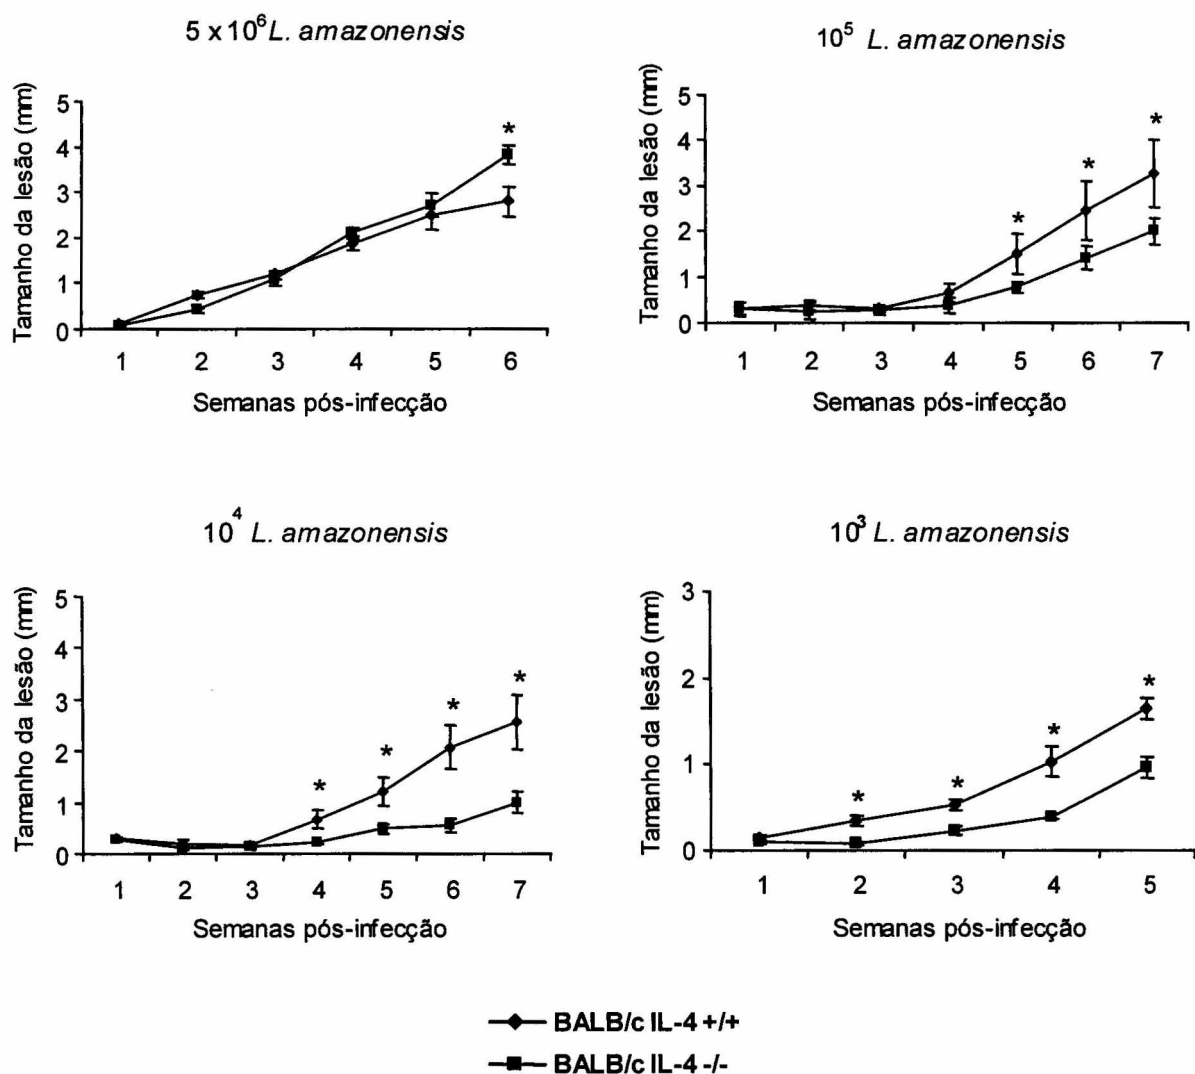 5 x 10⁶ L. amazonensis
Tamanho da lesão (mm)
5
4
3
2
1
0
*
1 2 3 4 5 6
Semanas pós-infecção
10⁵ L. amazonensis
Tamanho da lesão (mm)
5
4
3
2
1
0
* * *
1 2 3 4 5 6 7
Semanas pós-infecção
10⁴ L. amazonensis
Tamanho da lesão (mm)
5
4
3
2
1
0
* * * *
1 2 3 4 5 6 7
Semanas pós-infecção
10³ L. amazonensis
Tamanho da lesão (mm)
3
2
1
0
* * * *
1 2 3 4 5
Semanas pós-infecção
BALB/c IL-4 +/+
BALB/c IL-4 -/-